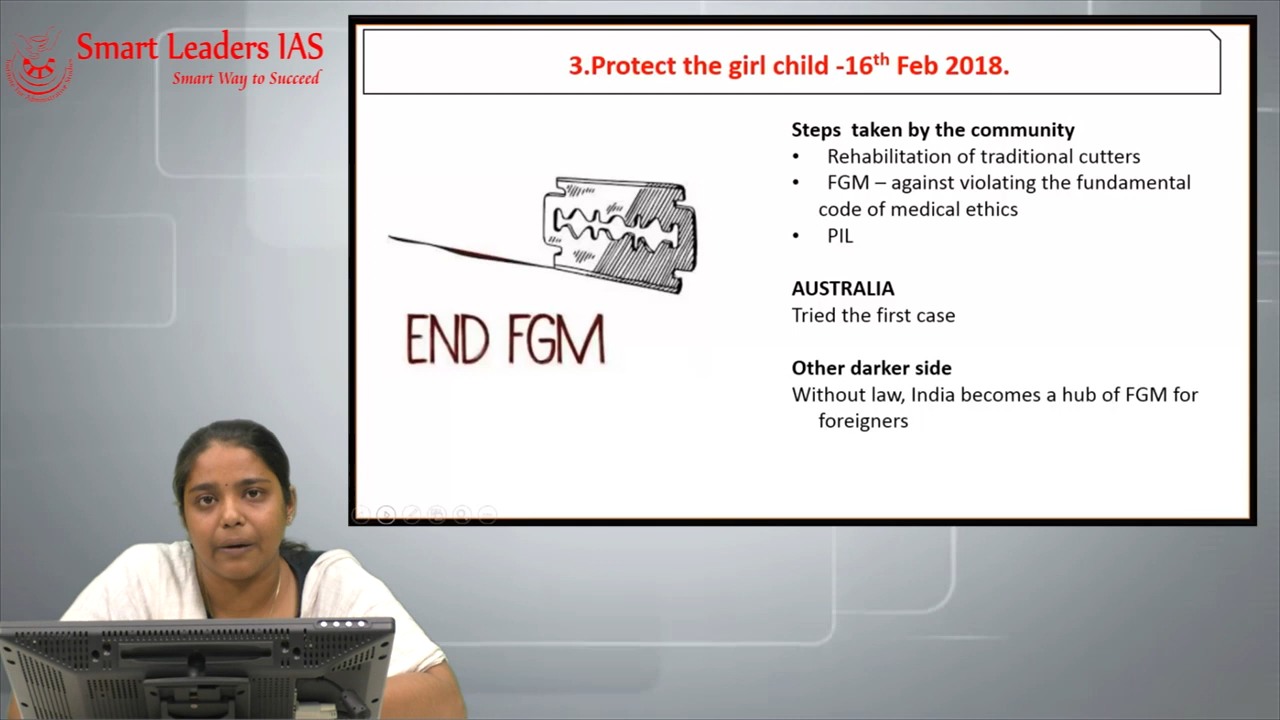 Smart Leaders IAS
Smart Way to Succeed
3.Protect the girl child -16th Feb 2018.
Steps taken by the community
• Rehabilitation of traditional cutters
• FGM – against violating the fundamental
code of medical ethics
• PIL
AUSTRALIA
Tried the first case
Other darker side
Without law, India becomes a hub of FGM for
foreigners
END FGM